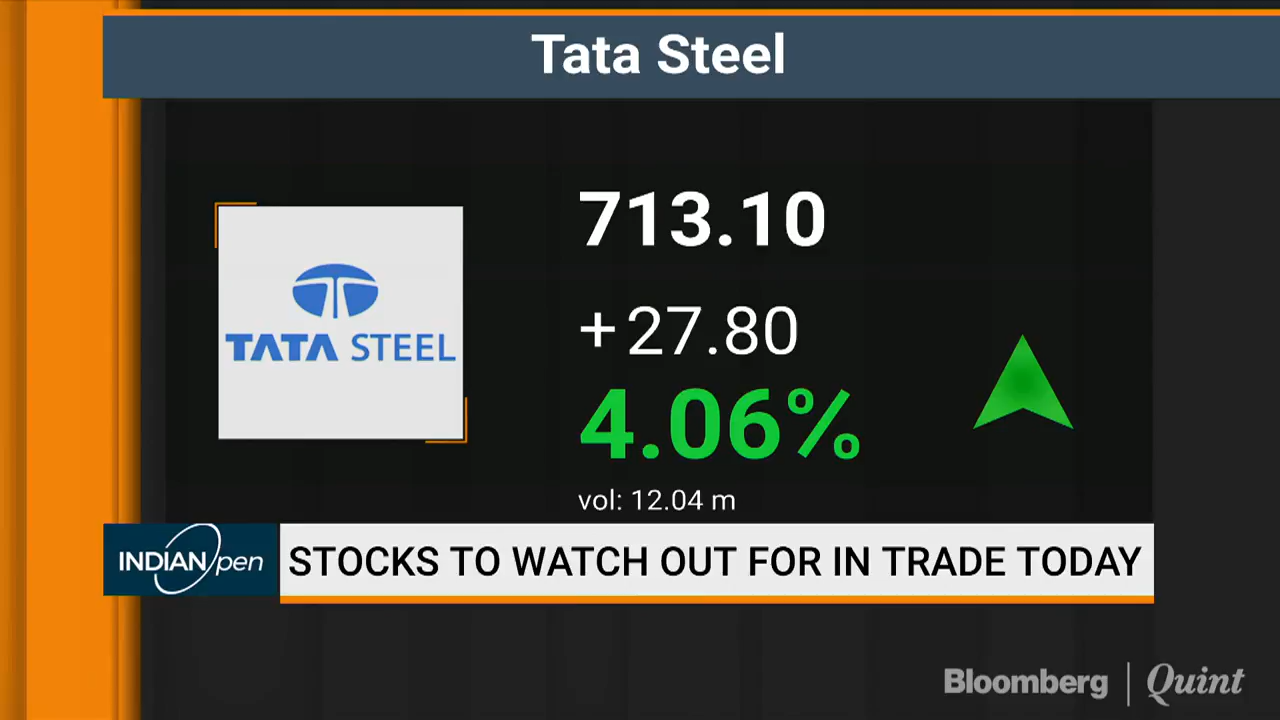 Tata Steel
713.10
+27.80
4.06%
vol: 12.04 m
TATA STEEL
INDIAN Open
STOCKS TO WATCH OUT FOR IN TRADE TODAY
Bloomberg | Quint